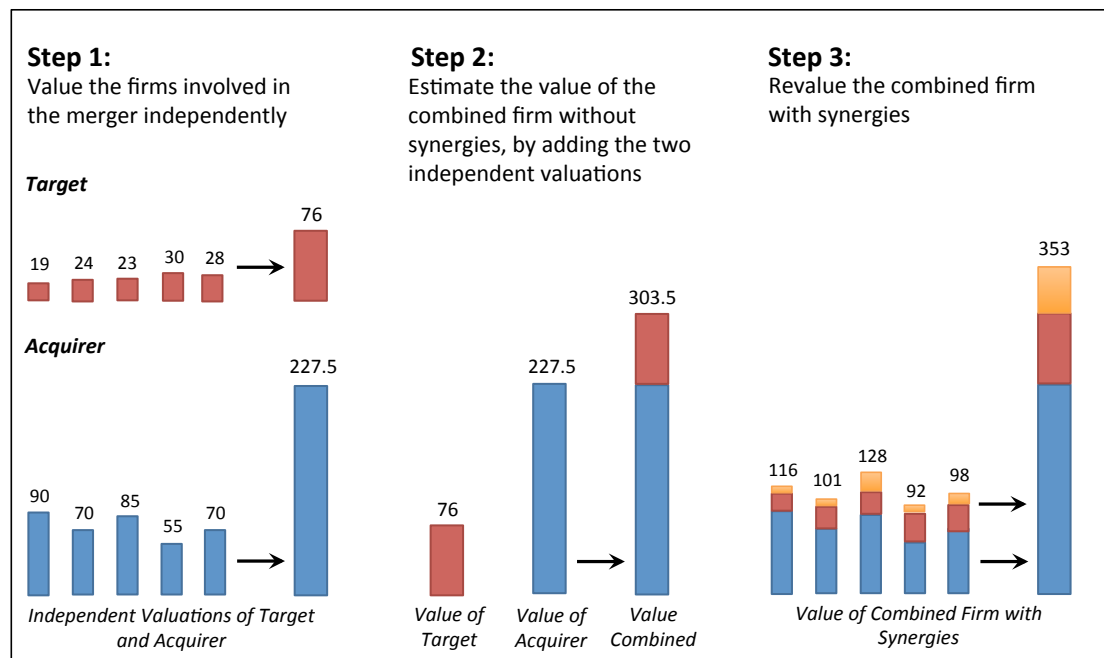 Step 1:
Value the firms involved in
the merger independently
Target
19
24
23
30
28
76
Acquirer
90
70
85
55
70
227.5
Independent Valuations of Target
and Acquirer
Step 2:
Estimate the value of the
combined firm without
synergies, by adding the two
independent valuations
76
227.5
303.5
Value of
Target
Value of
Acquirer
Value
Combined
Step 3:
Revalue the combined firm
with synergies
116
101
128
92
98
353
Value of Combined Firm with
Synergies